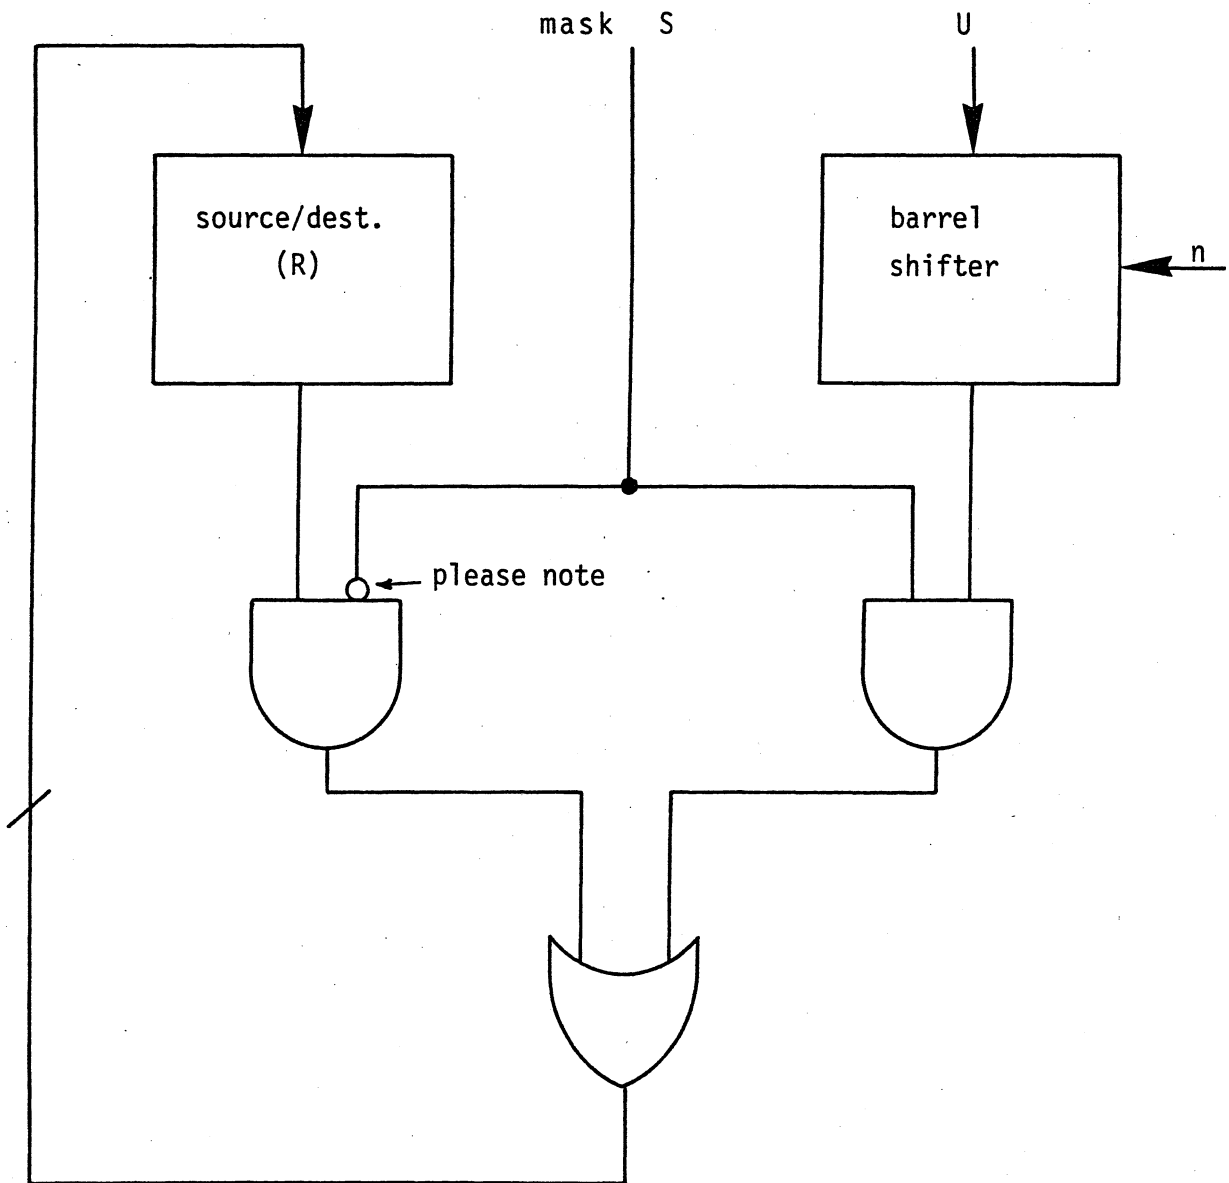 mask S
U
source/dest.
(R)
barrel
shifter
n
please note